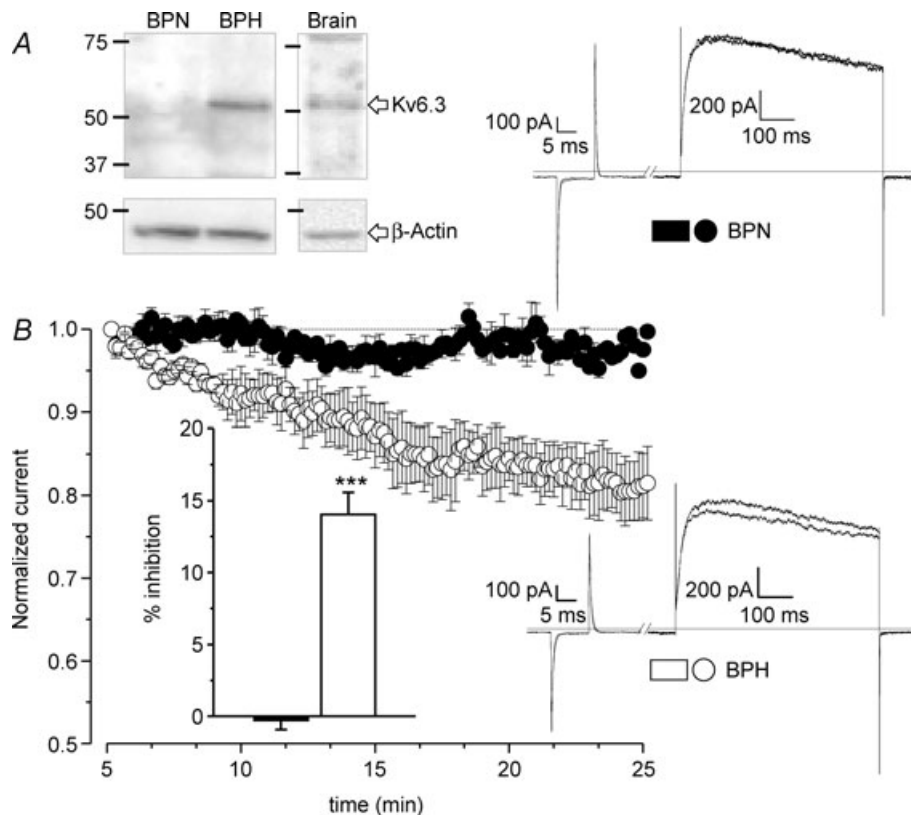 A
BPN BPH Brain
75
50
37
Kv6.3
50
β-Actin
100 pA
5 ms
200 pA
100 ms
BPN
B
1.0
0.9
0.8
0.7
0.6
0.5
Normalized current
20
15
10
5
0
% inhibition
***
5 10 15 20 25
time (min)
100 pA
5 ms
200 pA
100 ms
BPH